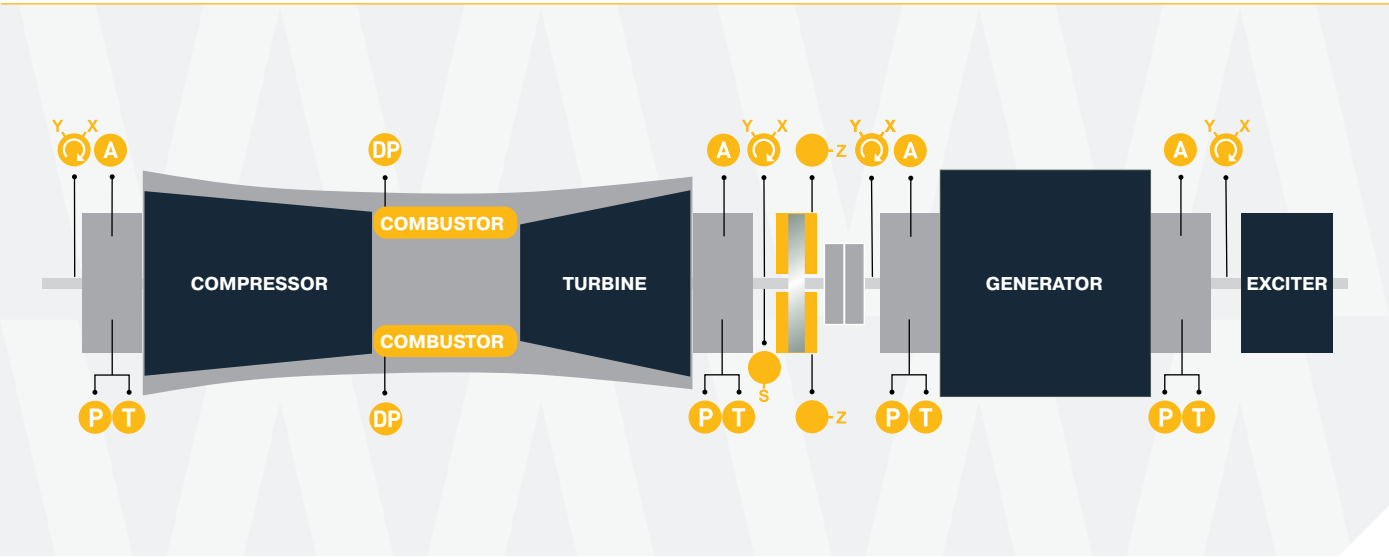 Y X
A
DP
A
Y X
Z
Y X
A
A
Y X
COMBUSTOR
COMPRESSOR
TURBINE
GENERATOR
EXCITER
COMBUSTOR
S
P T
DP
P T
Z
P T
P T